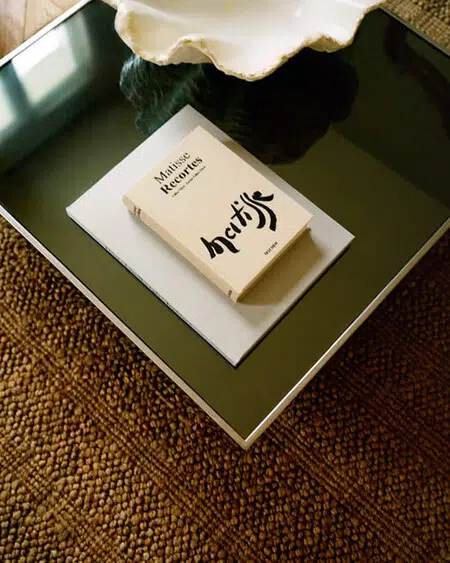 Matisse
Recortes
matisse
TASCHEN